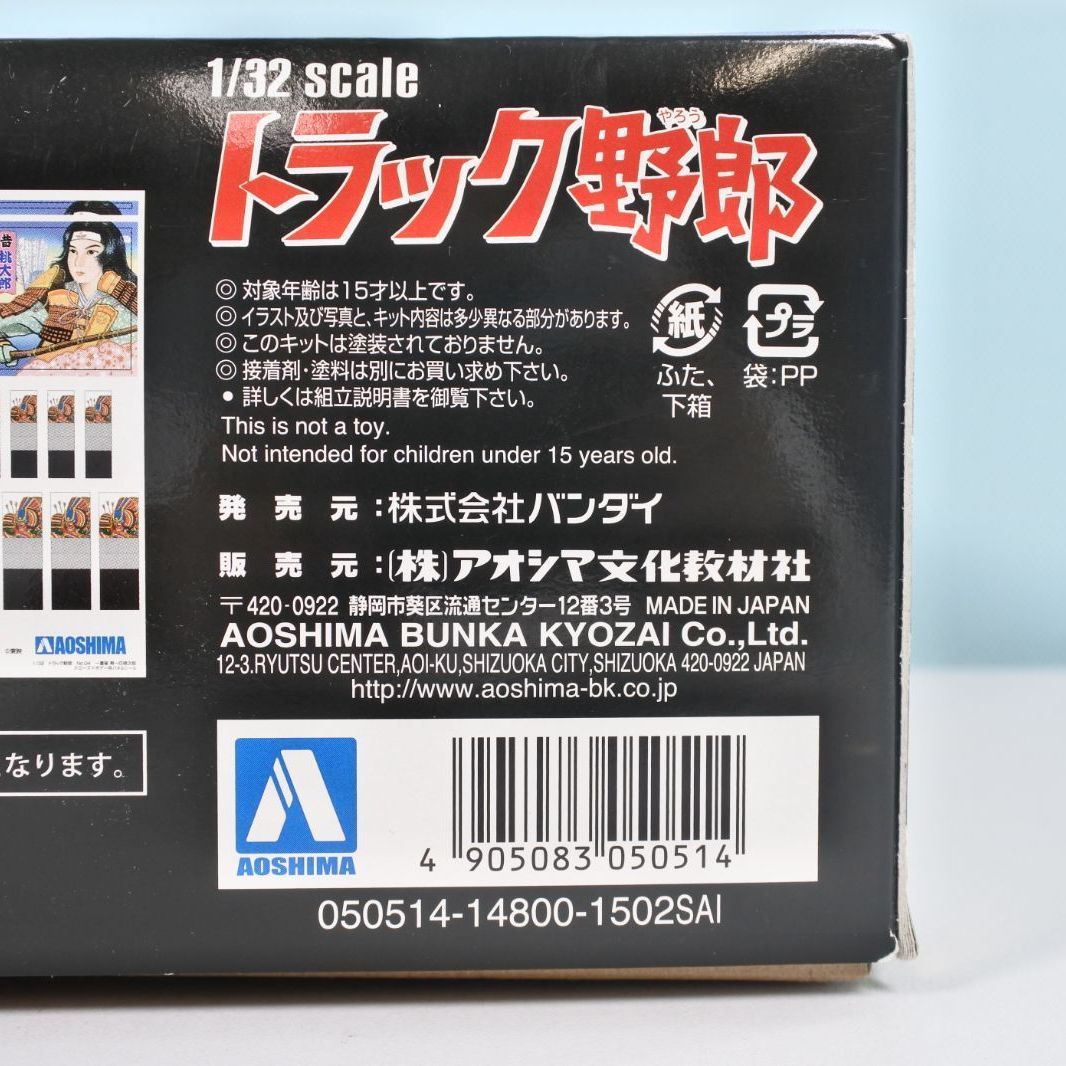 1/32 scale
やろう
トラック野郎
昔
桃太郎
◎ 対象年齢は15才以上です。
◎ イラスト及び写真と、キット内容は多少異なる部分があります。
◎ このキットは塗装されておりません。
◎ 接着剤・塗料は別にお買い求め下さい。
● 詳しくは組立説明書を御覧下さい。
This is not a toy.
Not intended for children under 15 years old.
紙
ふた、
下箱
プラ
袋:PP
発売元:株式会社バンダイ
販売元:(株)アオシマ文化教材社
〒420-0922 静岡市葵区流通センター12番3号 MADE IN JAPAN
AOSHIMA BUNKA KYOZAI Co.,Ltd.
12-3.RYUTSU CENTER,AOI-KU,SHIZUOKA CITY,SHIZUOKA 420-0922 JAPAN
http://www.aoshima-bk.co.jp
©東映
AOSHIMA
なります。
AOSHIMA
4 905083 050514
050514-14800-1502SAI